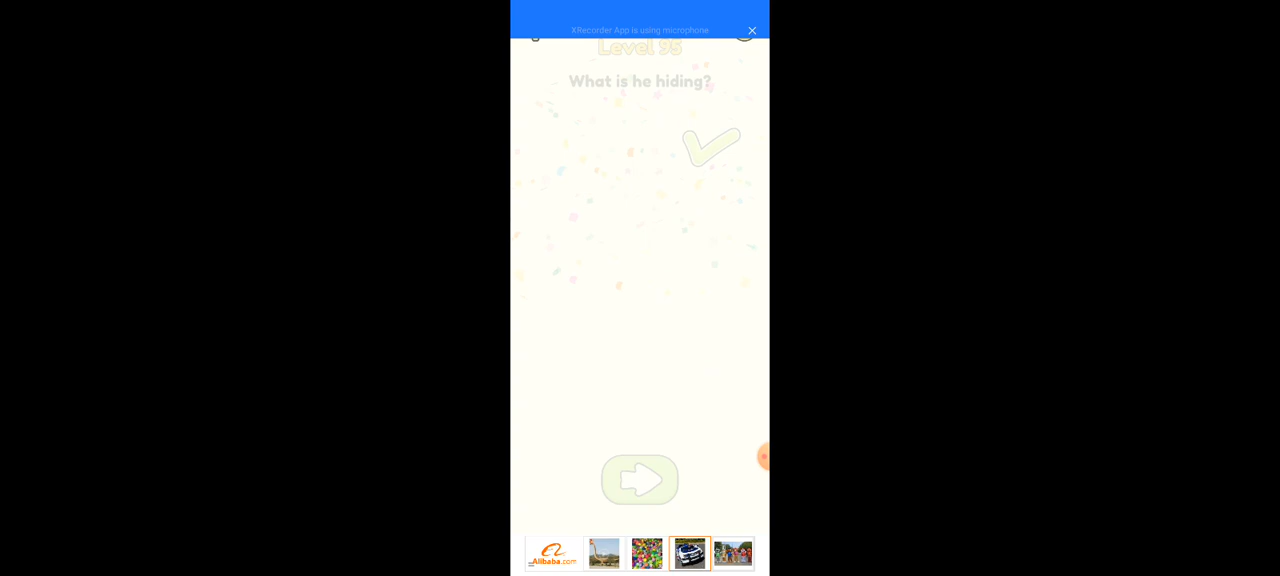 XRecorder App is using microphone
Level 95
What is he hiding?
Alibaba.com